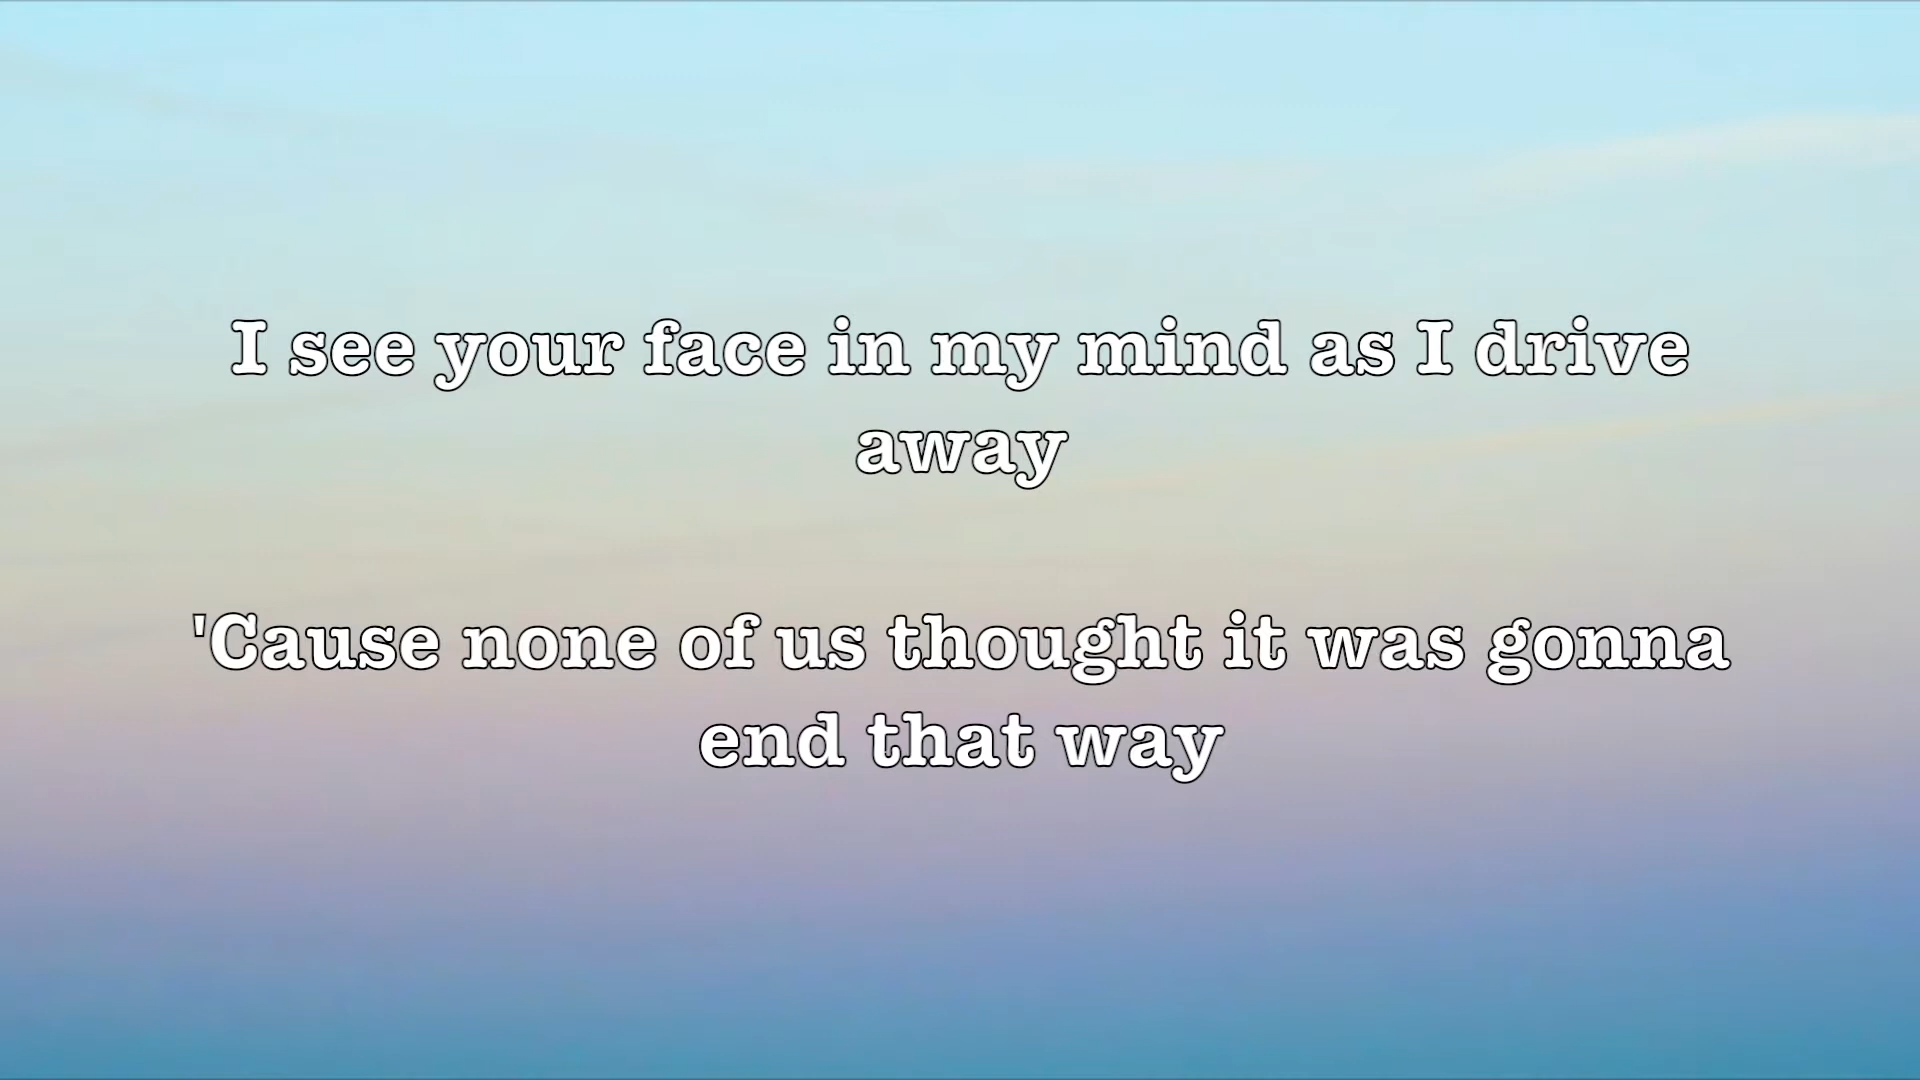 I see your face in my mind as I drive
away
'Cause none of us thought it was gonna
end that way